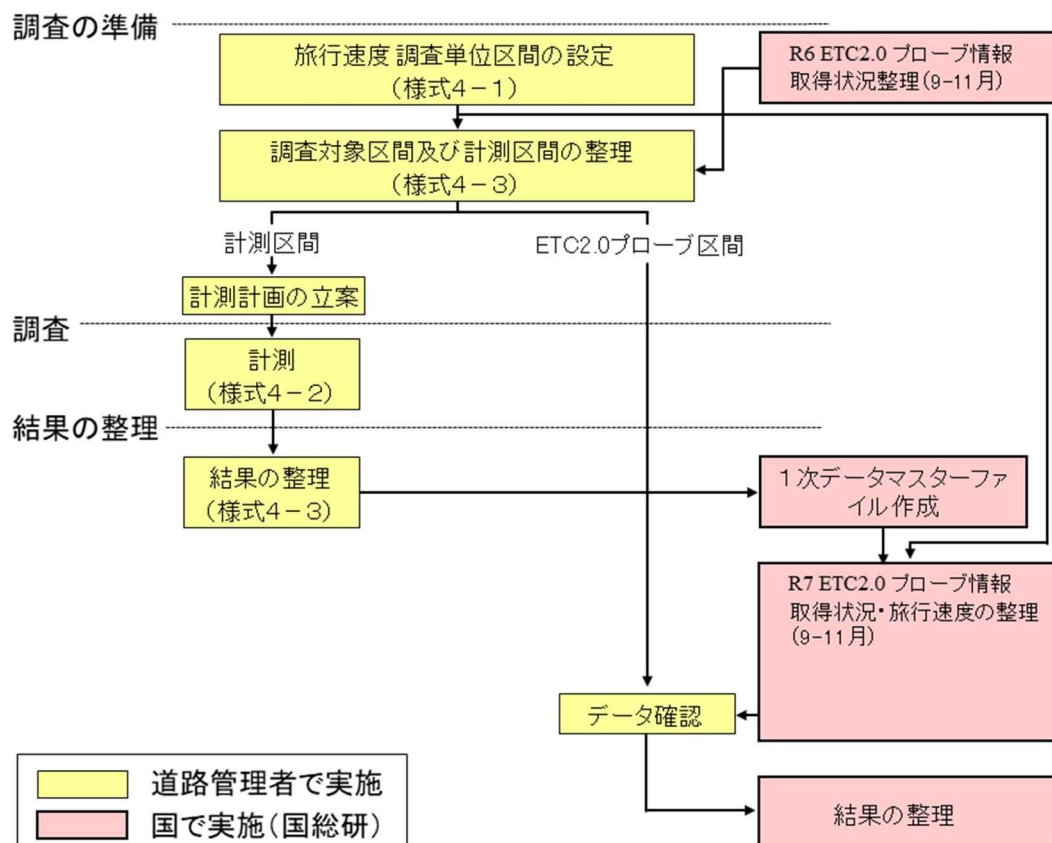 調査の準備
旅行速度 調査単位区間の設定
(様式4-1)
R6 ETC2.0 プローブ情報
取得状況整理(9-11月)
調査対象区間及び計測区間の整理
(様式4-3)
計測区間
ETC2.0プローブ区間
計測計画の立案
調査
計測
(様式4-2)
結果の整理
結果の整理
(様式4-3)
1次データマスターファ
イル作成
R7 ETC2.0 プローブ情報
取得状況・旅行速度の整理
(9-11月)
データ確認
結果の整理
道路管理者で実施
国で実施(国総研)